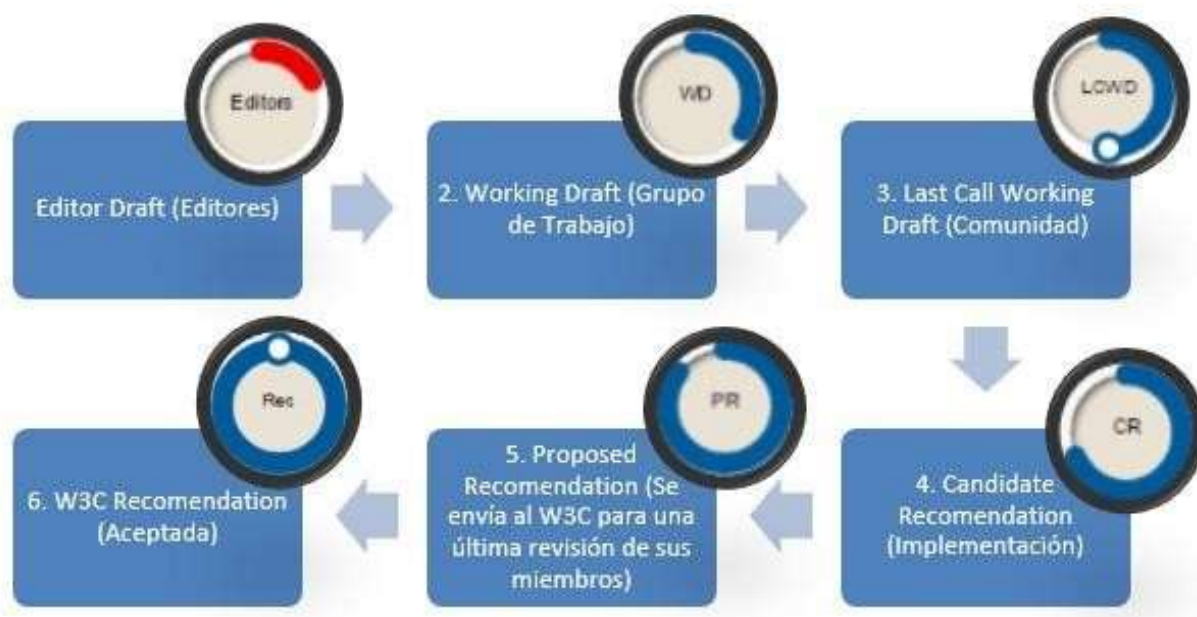 Editors
Editor Draft (Editores)
WD
2. Working Draft (Grupo
de Trabajo)
LCWD
3. Last Call Working
Draft (Comunidad)
CR
4. Candidate
Recomendation
(Implementación)
PR
5. Proposed
Recomendation (Se
envía al W3C para una
última revisión de sus
miembros)
Rec
6. W3C Recomendation
(Aceptada)